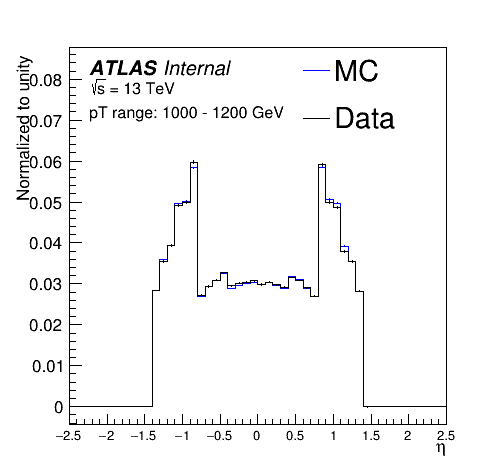 ATLAS Internal
√s = 13 TeV
pT range: 1000 - 1200 GeV
MC
Data
Normalized to unity
0.08
0.07
0.06
0.05
0.04
0.03
0.02
0.01
0
−2.5 −2 −1.5 −1 −0.5 0 0.5 1 1.5 2 2.5
η